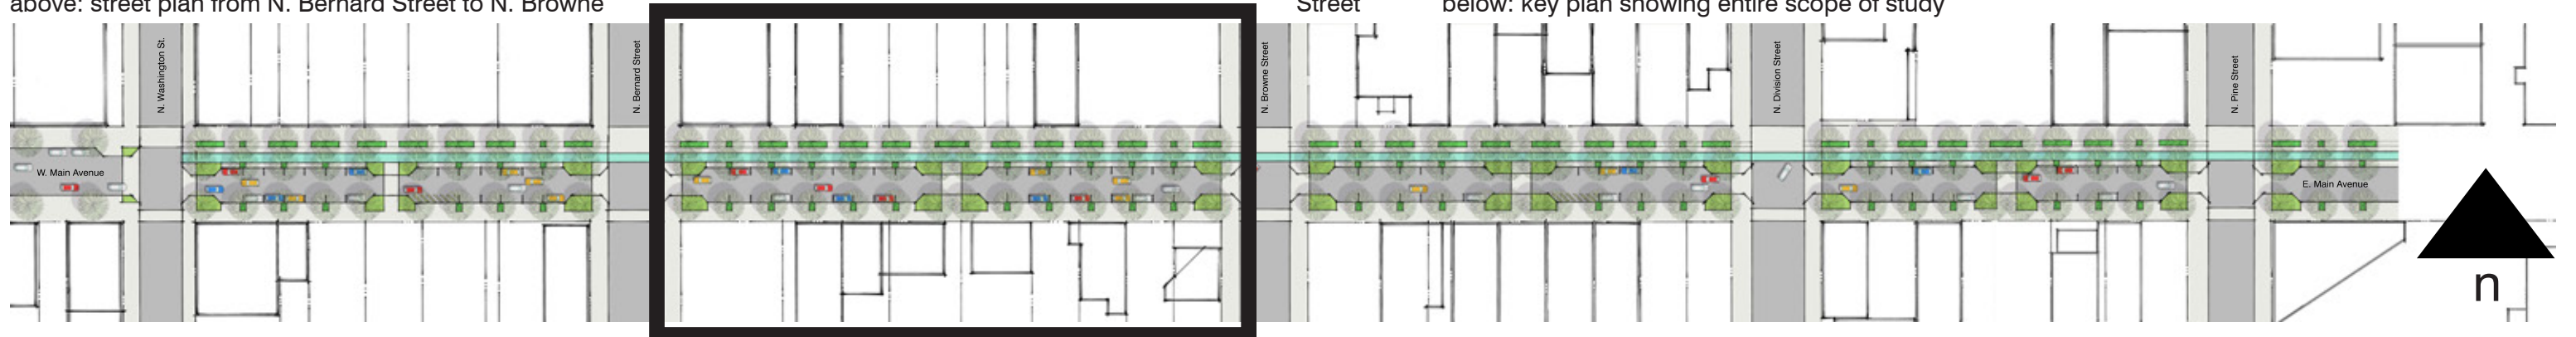 above: street plan from N. Bernard Street to N. Browne Street
below: key plan showing entire scope of study
N. Washington St.
N. Bernard Street
N. Browne Street
N. Division Street
N. Pine Street
W. Main Avenue
E. Main Avenue
n